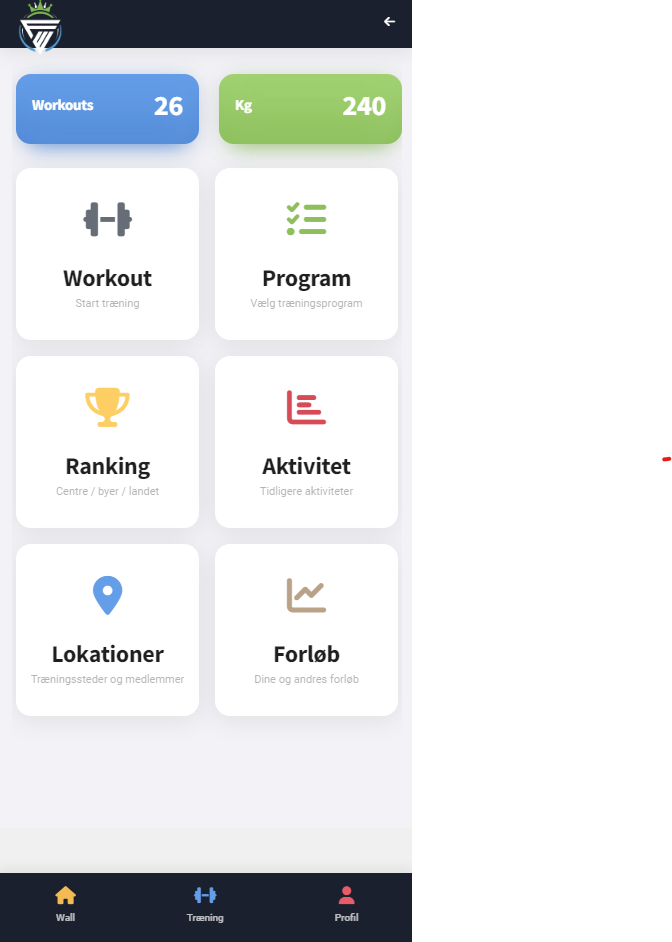 Workouts 26
Kg 240
Workout
Start træning
Program
Vælg træningsprogram
Ranking
Centre / byer / landet
Aktivitet
Tidligere aktiviteter
Lokationer
Træningssteder og medlemmer
Forløb
Dine og andres forløb
Wall
Træning
Profil